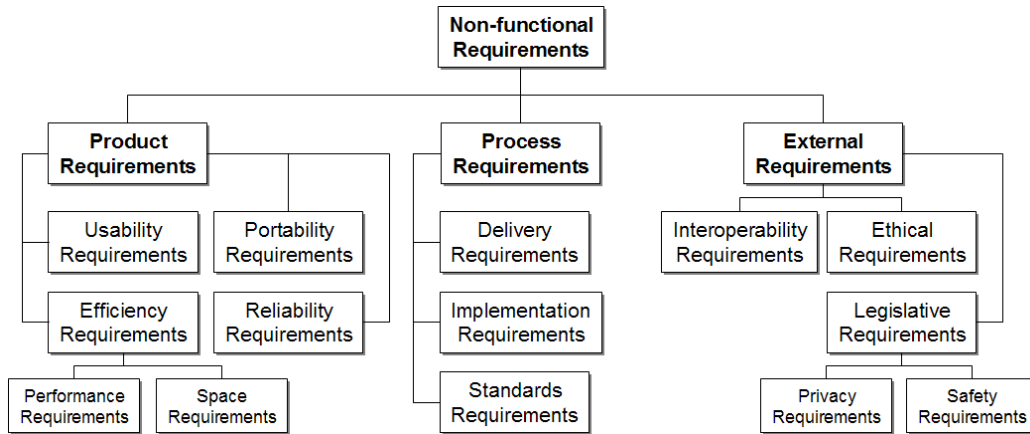 Non-functional
Requirements
Product
Requirements
Process
Requirements
External
Requirements
Usability
Requirements
Portability
Requirements
Delivery
Requirements
Interoperability
Requirements
Ethical
Requirements
Efficiency
Requirements
Reliability
Requirements
Implementation
Requirements
Legislative
Requirements
Performance
Requirements
Space
Requirements
Standards
Requirements
Privacy
Requirements
Safety
Requirements